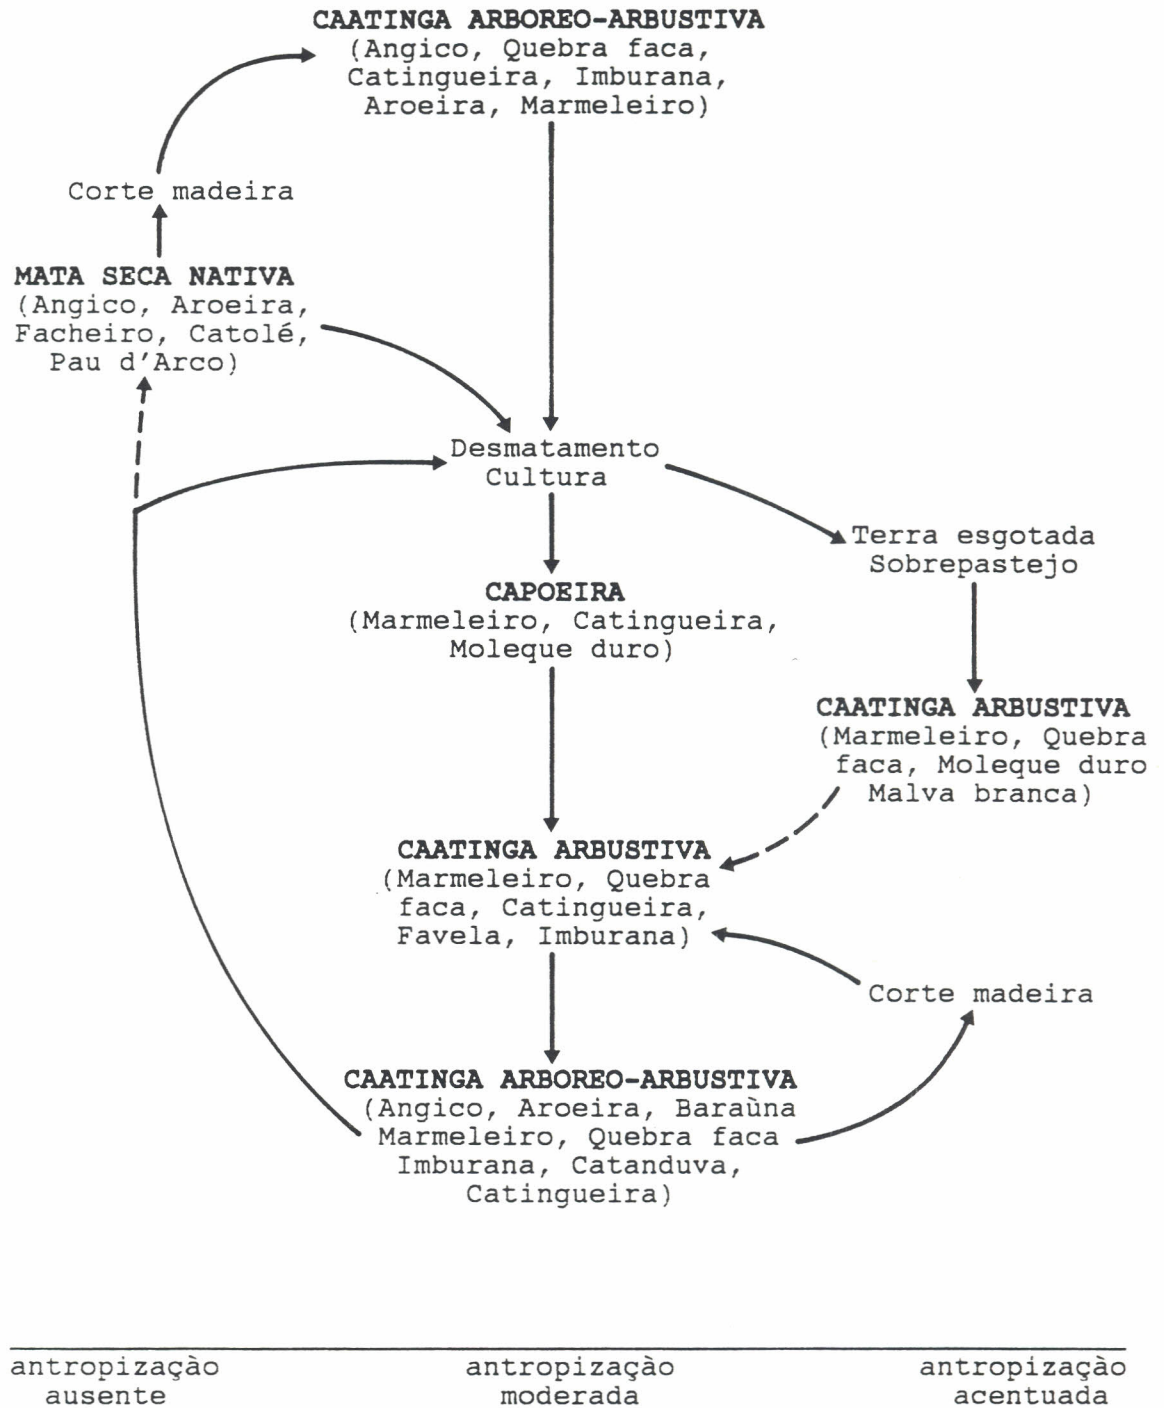 CAATINGA ARBOREO-ARBUSTIVA
(Angico, Quebra faca,
Catingueira, Imburana,
Aroeira, Marmeleiro)
Corte madeira
MATA SECA NATIVA
(Angico, Aroeira,
Facheiro, Catolé,
Pau d'Arco)
Desmatamento
Cultura
Terra esgotada
Sobrepastejo
CAPOEIRA
(Marmeleiro, Catingueira,
Moleque duro)
CAATINGA ARBUSTIVA
(Marmeleiro, Quebra
faca, Moleque duro
Malva branca)
CAATINGA ARBUSTIVA
(Marmeleiro, Quebra
faca, Catingueira,
Favela, Imburana)
Corte madeira
CAATINGA ARBOREO-ARBUSTIVA
(Angico, Aroeira, Baraùna
Marmeleiro, Quebra faca
Imburana, Catanduva,
Catingueira)
antropização
ausente
antropizaçào
moderada
antropizaçào
acentuada